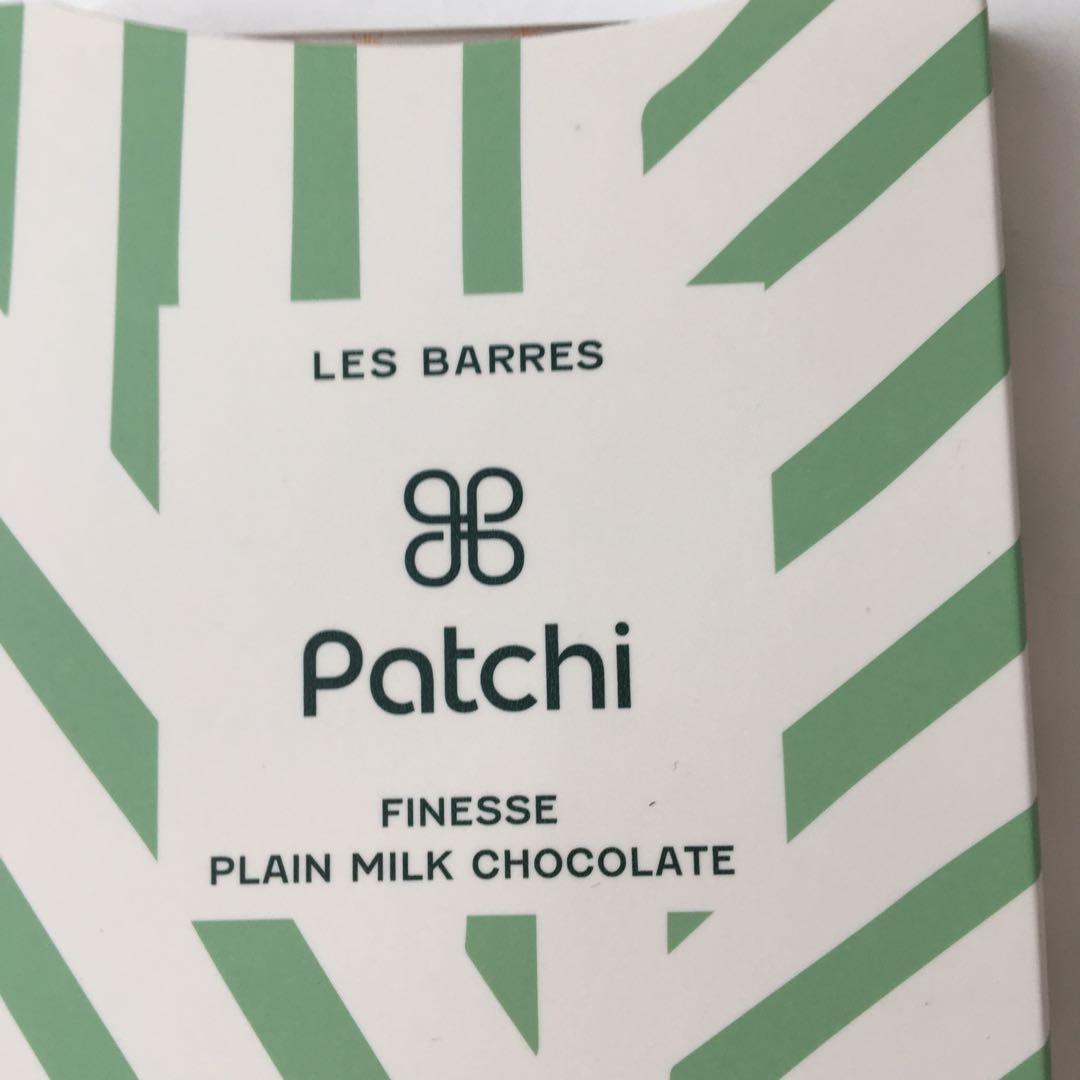 LES BARRES
Patchi
FINESSE
PLAIN MILK CHOCOLATE